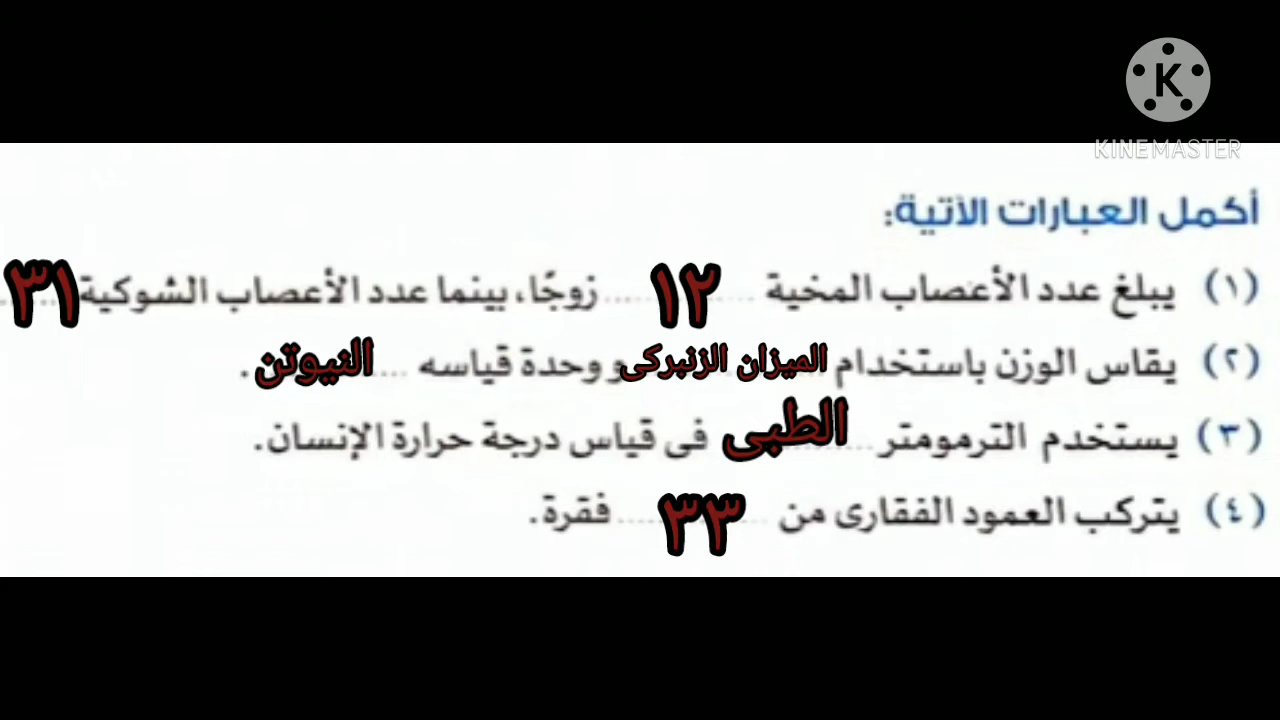 K
KINEMASTER
أكمل العبارات الآتية:
(١) يبلغ عدد الأعصاب المخية ١٢ زوجًا، بينما عدد الأعصاب الشوكية ٣١
(٢) يقاس الوزن باستخدام الميزان الزنبركى و وحدة قياسه النيوتن .
(٣) يستخدم الترمومتر الطبى فى قياس درجة حرارة الإنسان.
(٤) يتركب العمود الفقارى من ٣٣ فقرة.